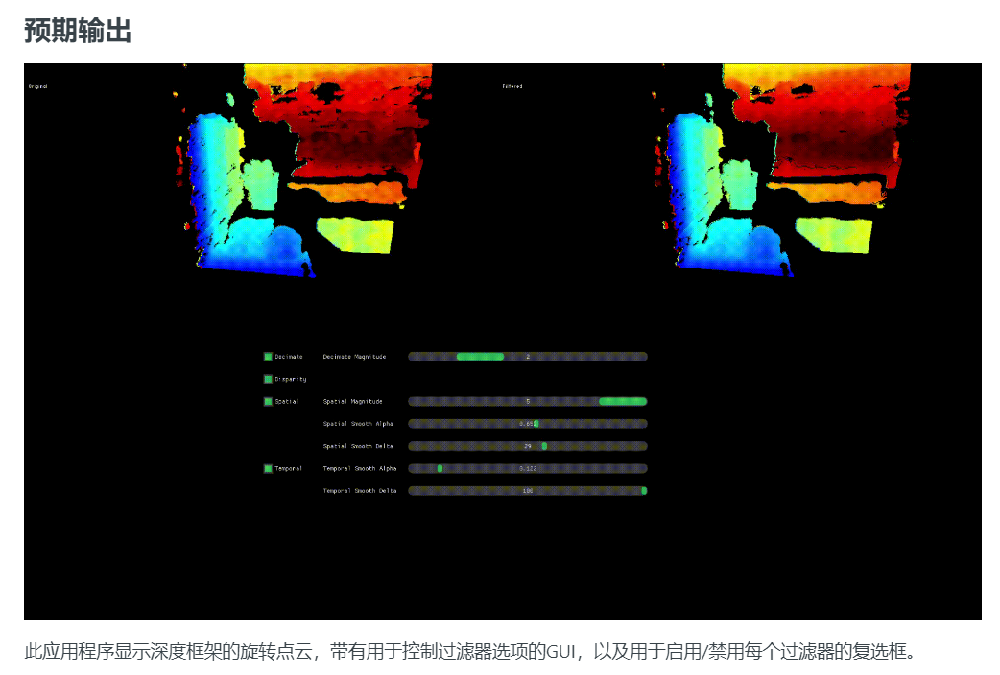 预期输出
Original
Filtered
Decimate Decimate Magnitude 2
Disparity
Spatial Spatial Magnitude 5
Spatial Smooth Alpha
Spatial Smooth Delta 29
Temporal Temporal Smooth Alpha
Temporal Smooth Delta 100
此应用程序显示深度框架的旋转点云，带有用于控制过滤器选项的GUI，以及用于启用/禁用每个过滤器的复选框。